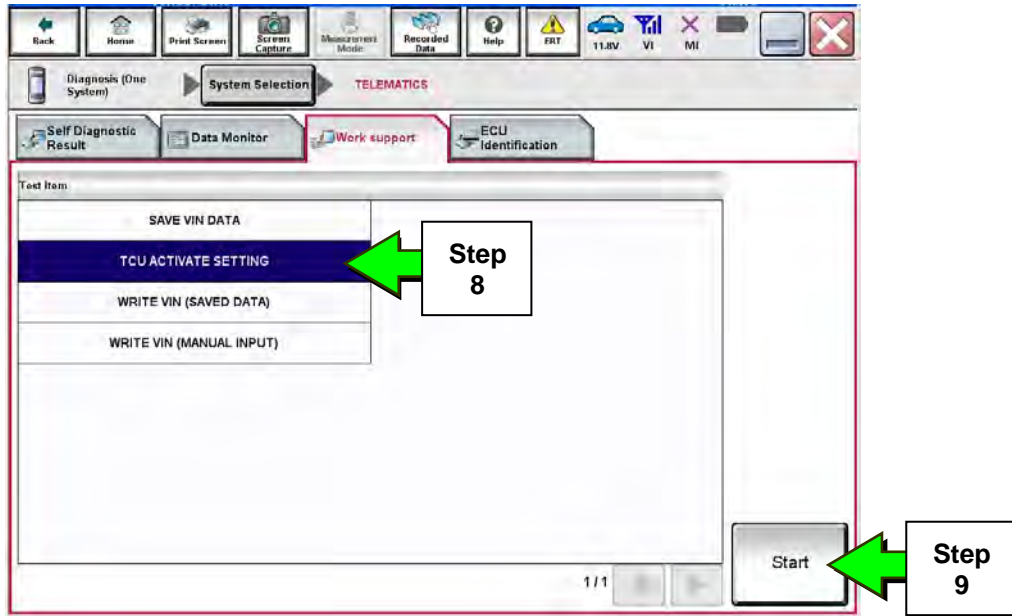 Back
Home
Print Screen
Screen
Capture
Measurement
Mode
Recorded
Data
Help
ERT
11.8V
VI
MI
Diagnosis (One
System)
System Selection
TELEMATICS
Self Diagnostic
Result
Data Monitor
Work support
ECU
Identification
Test Item
SAVE VIN DATA
TCU ACTIVATE SETTING
WRITE VIN (SAVED DATA)
WRITE VIN (MANUAL INPUT)
Step
8
1/1
Start
Step
9